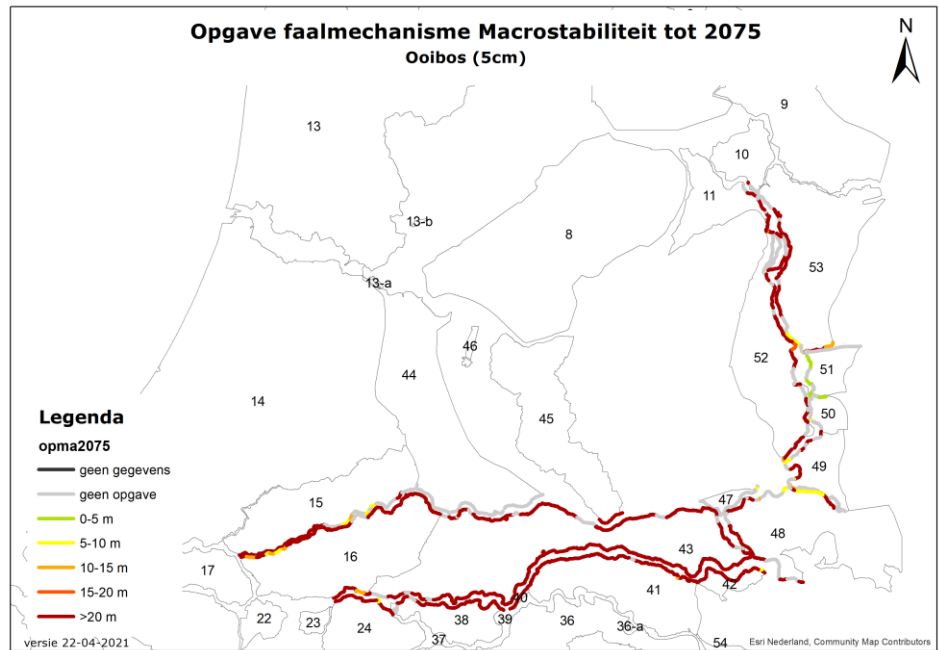 Opgave faalmechanisme Macrostabiliteit tot 2075
Ooibos (5cm)
N
9
13
10
11
13-b
8
53
13-a
46
52
51
44
14
45
50
49
15
47
48
16
43
17
41
42
40
22
23
24
38
39
36
36-a
37
54
Legenda
opma2075
geen gegevens
geen opgave
0-5 m
5-10 m
10-15 m
15-20 m
>20 m
versie 22-04-2021
Esri Nederland, Community Map Contributors